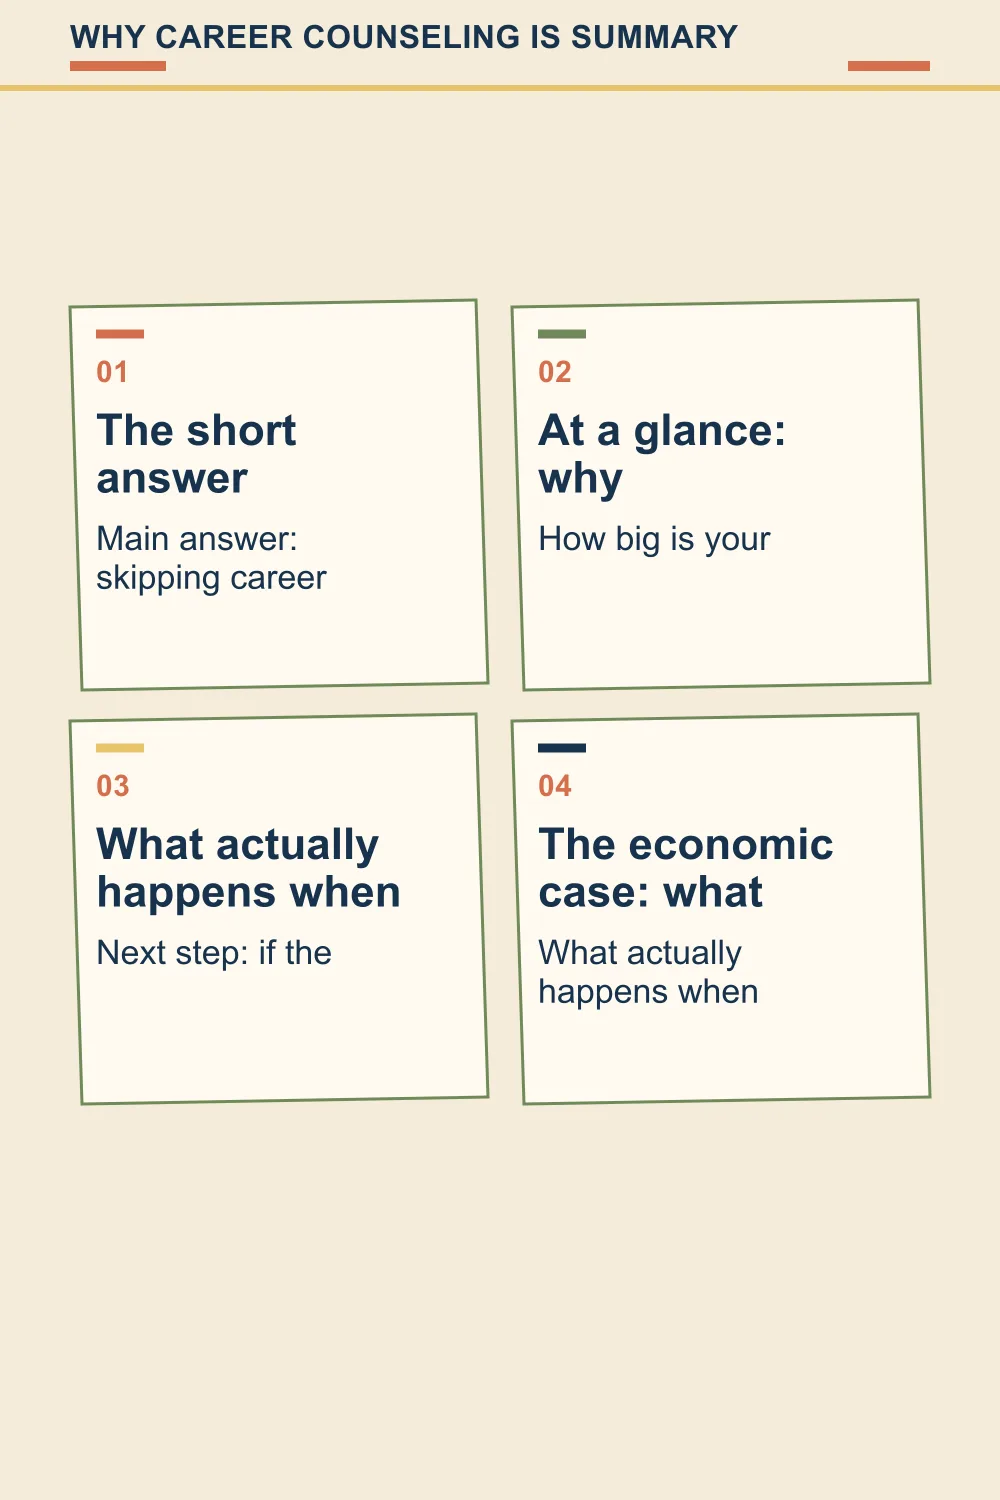 WHY CAREER COUNSELING IS SUMMARY
01
The short
answer
Main answer:
skipping career
02
At a glance:
why
How big is your
03
What actually
happens when
Next step: if the
04
The economic
case: what
What actually
happens when